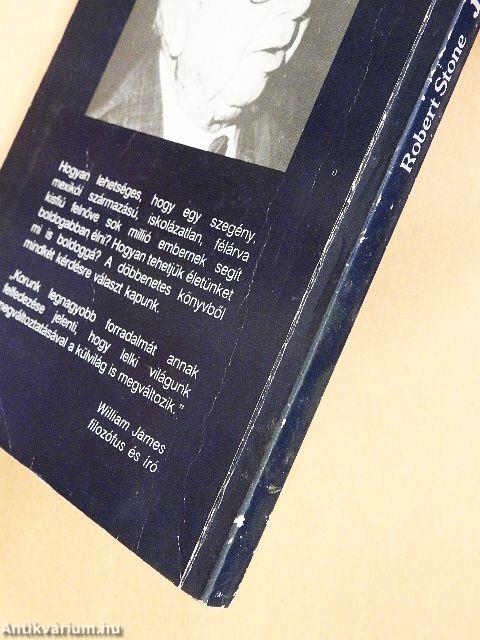 Hogyan lehetséges, hogy egy szegény,
mexikói származású, iskolázatlan, félárva
kisfiú felnőve sok millió embernek segít
boldogabban élni? Hogyan tehetjük életünket
mi is boldoggá? A döbbenetes könyvből
mindkét kérdésre választ kapunk.
„Korunk legnagyobb forradalmát annak
felfedezése jelenti, hogy lelki világunk
megváltoztatásával a külvilág is megváltozik."
William James
filozófus és író
Robert Stone
Antikvárium.hu